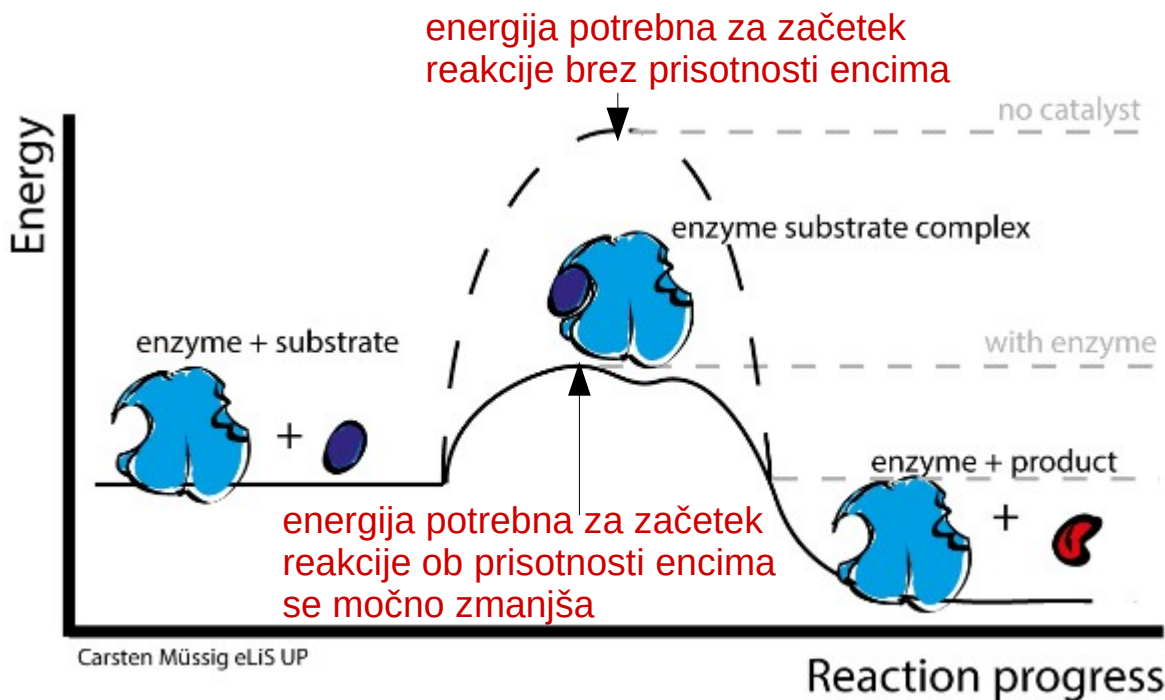 energija potrebna za začetek
reakcije brez prisotnosti encima
no catalyst
Energy
enzyme substrate complex
with enzyme
enzyme + substrate
+
enzyme + product
+
energija potrebna za začetek
reakcije ob prisotnosti encima
se močno zmanjša
Carsten Müssig eLiS UP
Reaction progress